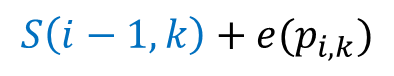 S(i − 1, k) + e(p_{i,k})